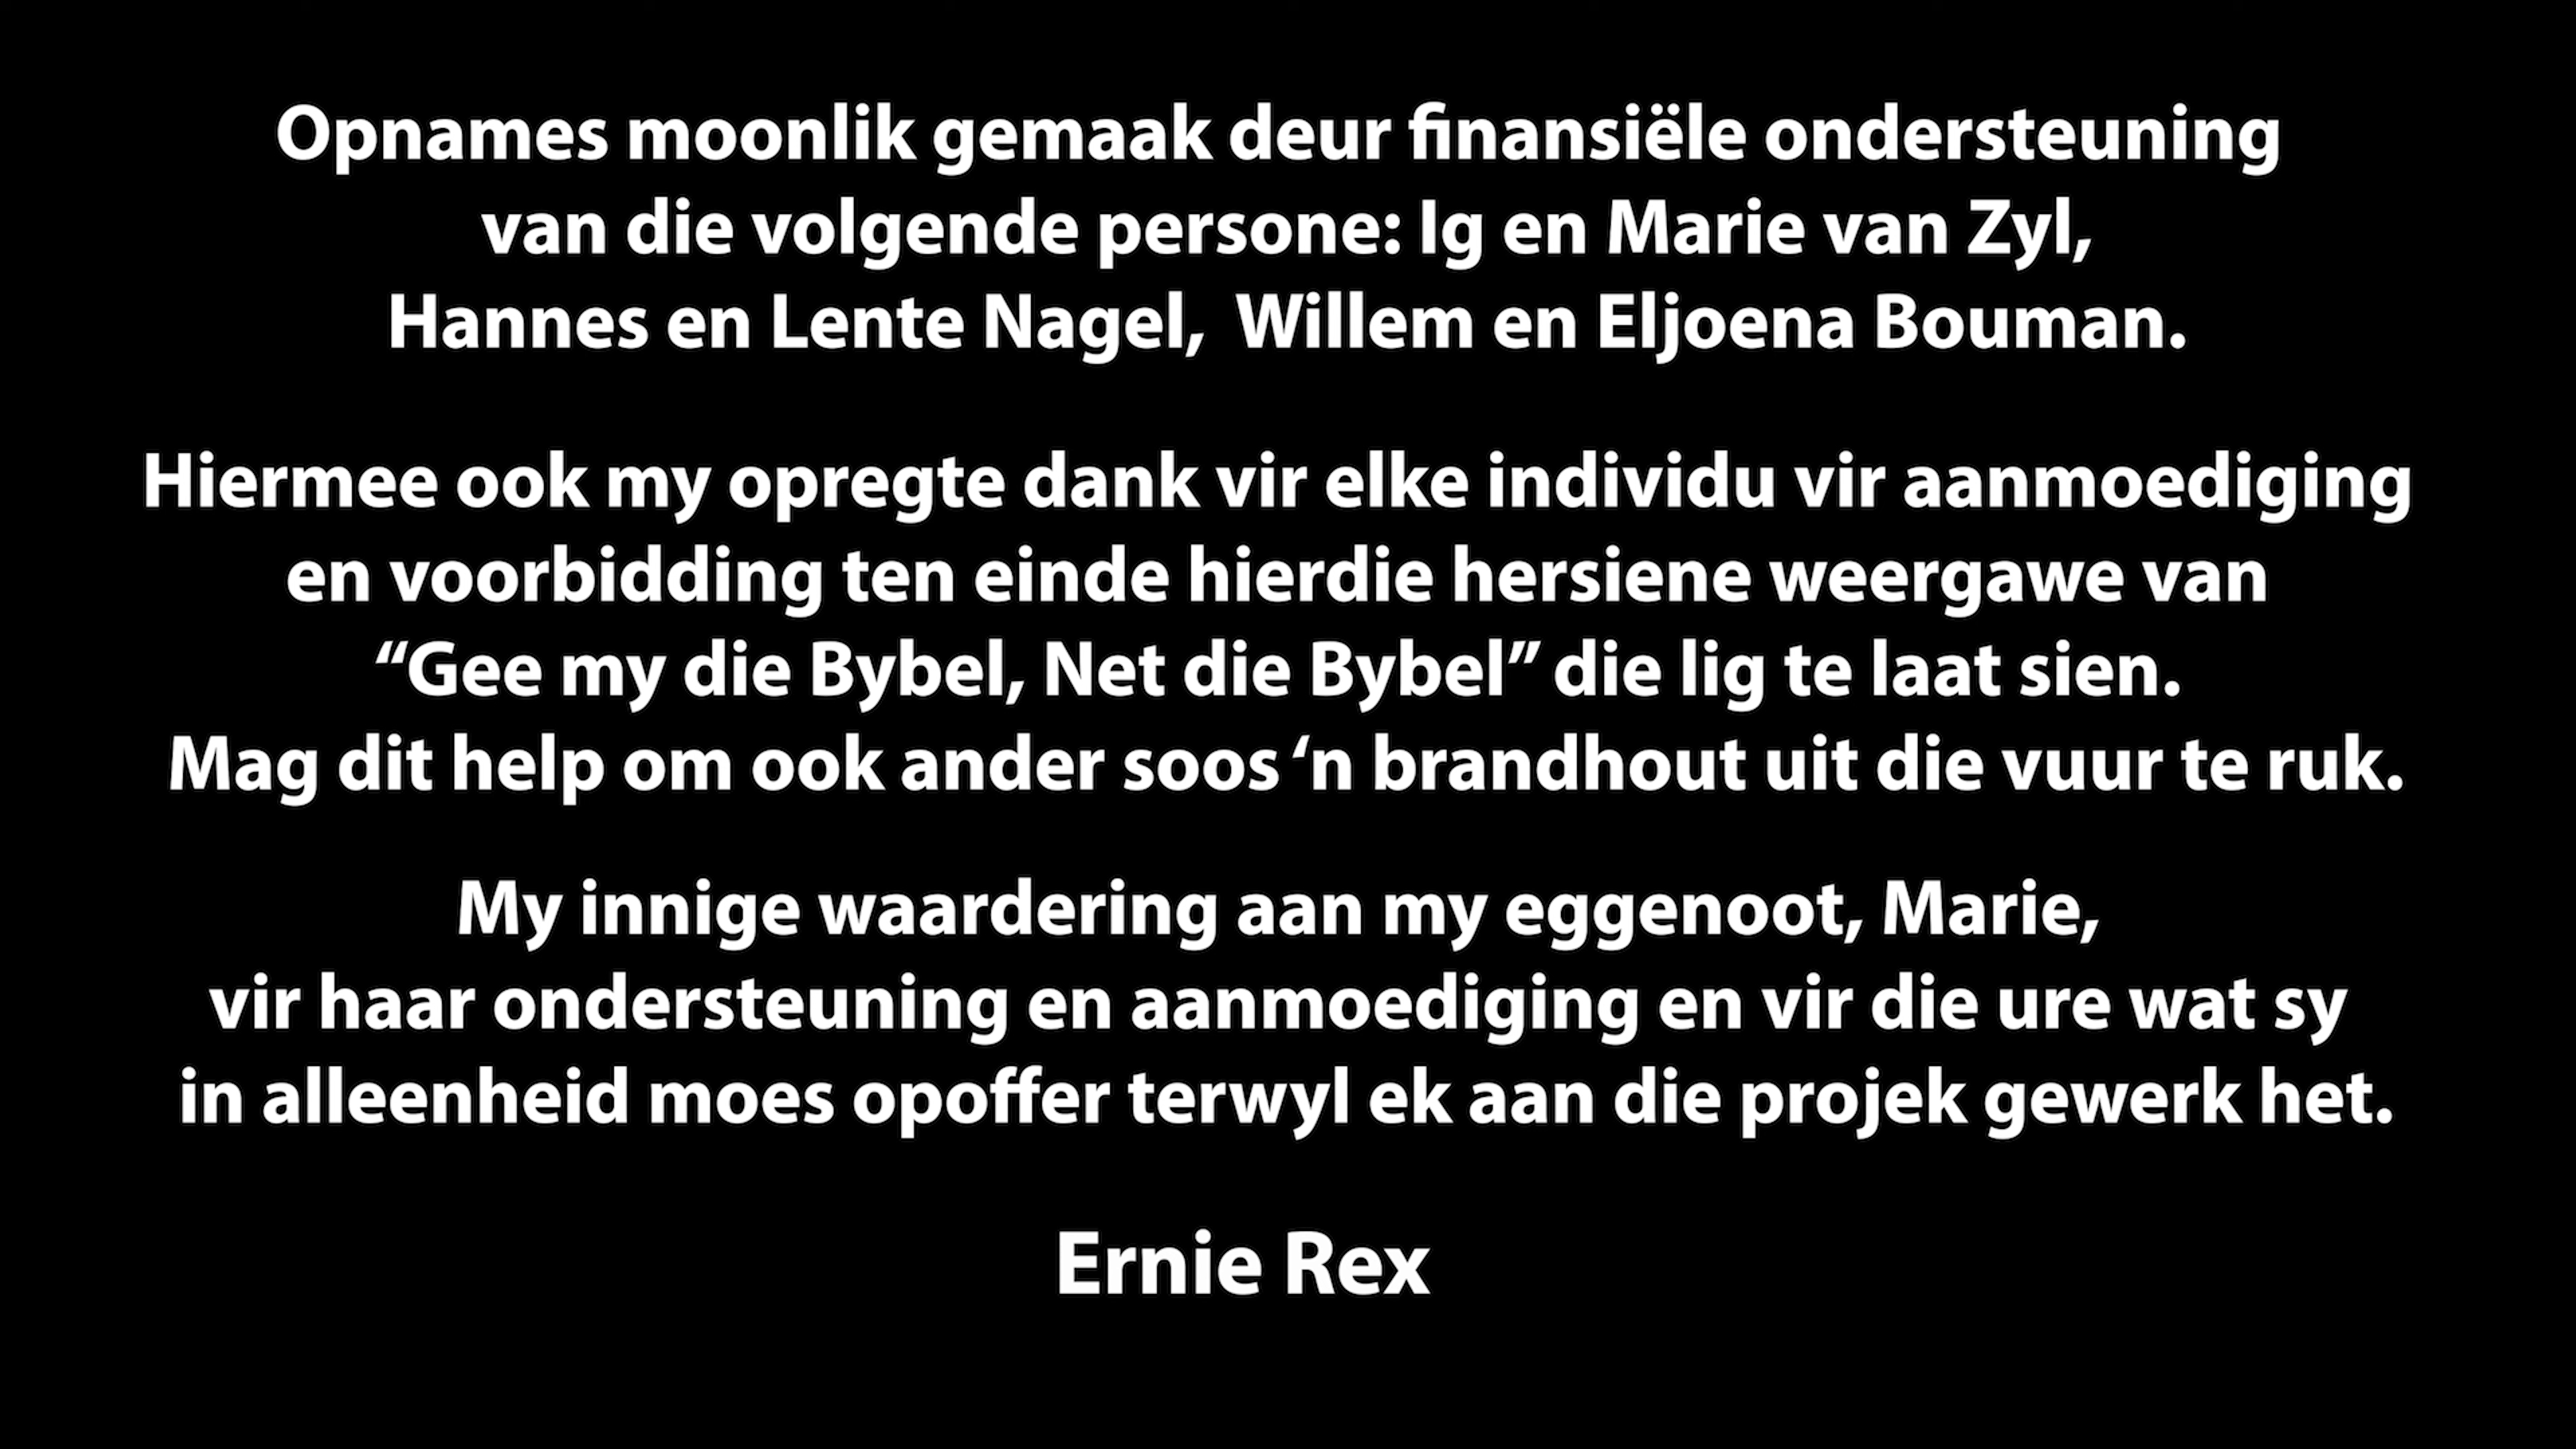 Opnames moonlik gemaak deur finansiële ondersteuning
van die volgende persone: Ig en Marie van Zyl,
Hannes en Lente Nagel, Willem en Eljoena Bouman.
Hiermee ook my opregte dank vir elke individu vir aanmoediging
en voorbidding ten einde hierdie hersiene weergawe van
“Gee my die Bybel, Net die Bybel” die lig te laat sien.
Mag dit help om ook ander soos ‘n brandhout uit die vuur te ruk.
My innige waardering aan my eggenoot, Marie,
vir haar ondersteuning en aanmoediging en vir die ure wat sy
in alleenheid moes opoffer terwyl ek aan die projek gewerk het.
Ernie Rex